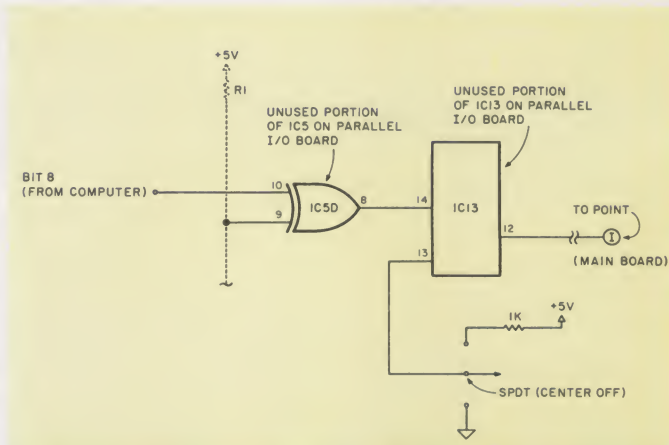 +5V
R1
UNUSED PORTION
OF IC5 ON PARALLEL
I/O BOARD
UNUSED PORTION
OF IC13 ON PARALLEL
I/O BOARD
BIT 8
(FROM COMPUTER)
10
9
IC5D
8
14
13
IC13
12
TO POINT
I
(MAIN BOARD)
+5V
1K
SPDT (CENTER OFF)